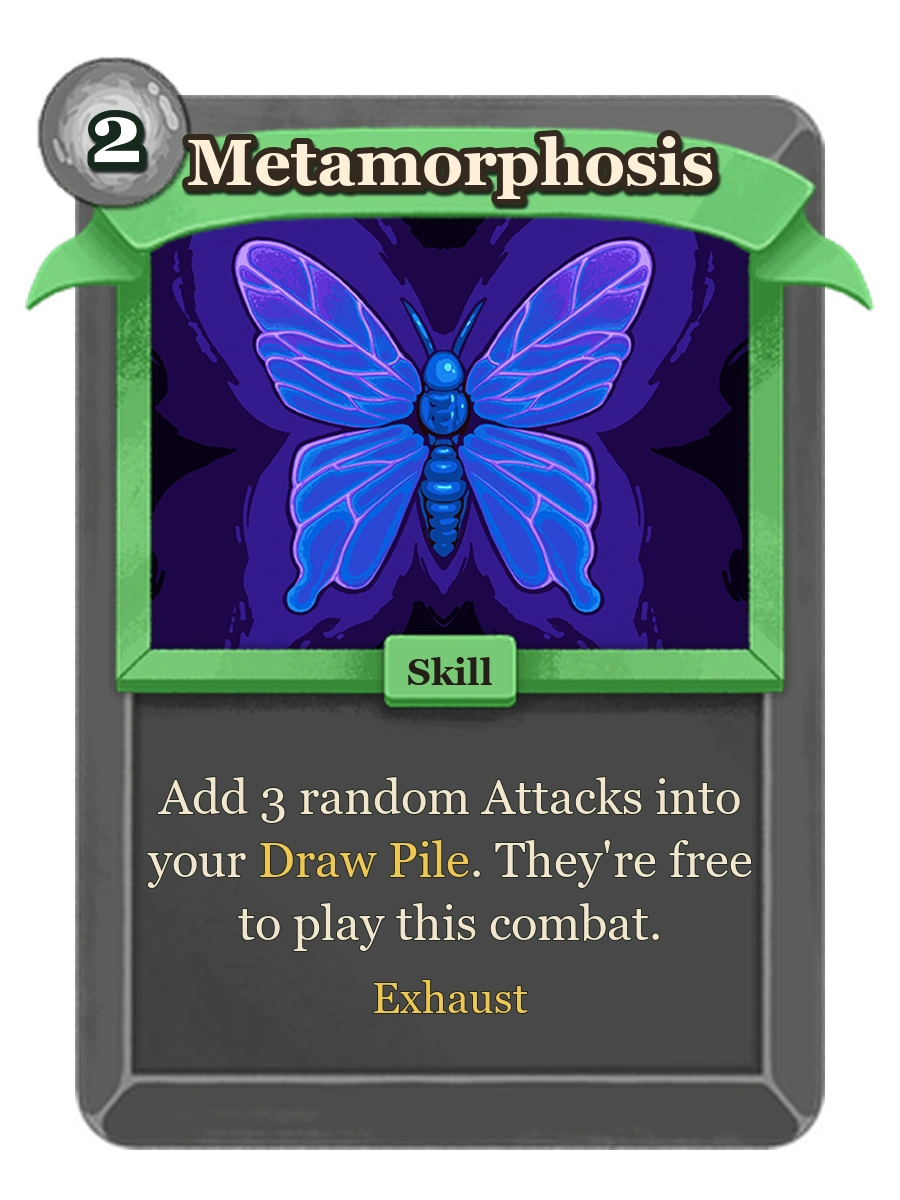 2
Metamorphosis
Skill
Add 3 random Attacks into
your Draw Pile. They're free
to play this combat.
Exhaust